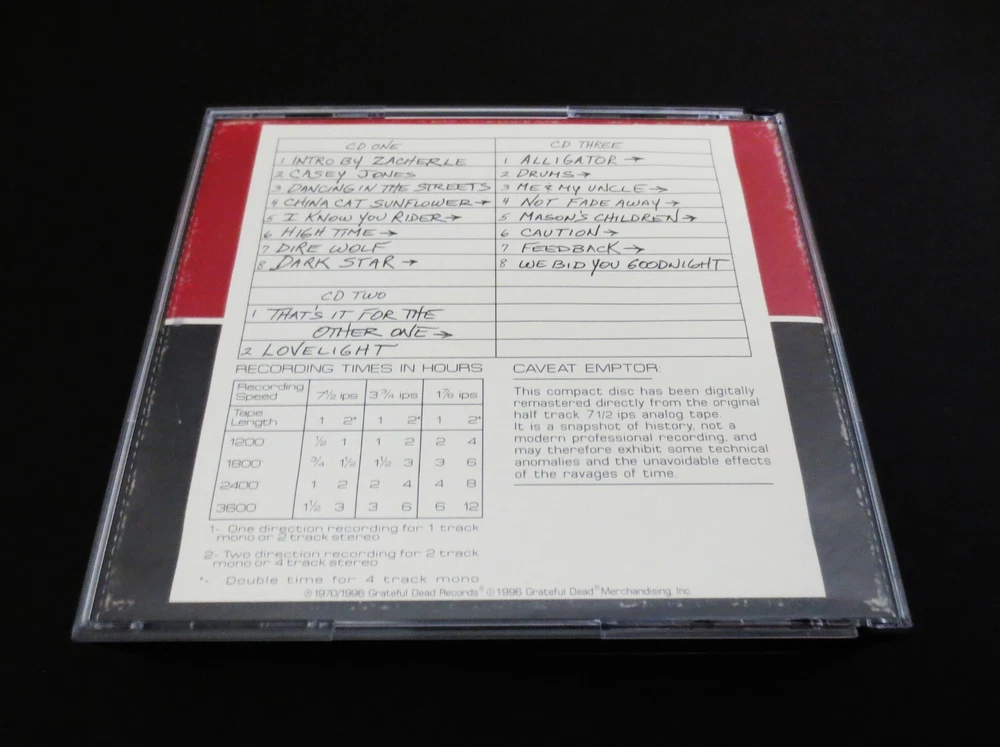 CD ONE
1 INTRO BY ZACHERLE
2 CASEY JONES
3 DANCING IN THE STREETS
4 CHINA CAT SUNFLOWER →
5 I KNOW YOU RIDER →
6 HIGH TIME →
7 DIRE WOLF
8 DARK STAR →
CD TWO
1 THAT'S IT FOR THE
OTHER ONE →
2 LOVELIGHT
CD THREE
1 ALLIGATOR →
2 DRUMS →
3 ME & MY UNCLE →
4 NOT FADE AWAY →
5 MASON'S CHILDREN →
6 CAUTION →
7 FEEDBACK →
8 WE BID YOU GOODNIGHT
RECORDING TIMES IN HOURS
Recording Speed 7½ ips 3¾ ips 1⅞ ips
Tape Length 1 2* 1 2* 1 2*
1200 ½ 1 1 2 2 4
1800 ¾ 1½ 1½ 3 3 6
2400 1 2 2 4 4 8
3600 1½ 3 3 6 6 12
1- One direction recording for 1 track
mono or 2 track stereo
2- Two direction recording for 2 track
mono or 4 track stereo
*- Double time for 4 track mono
CAVEAT EMPTOR:
This compact disc has been digitally
remastered directly from the original
half track 7 1/2 ips analog tape.
It is a snapshot of history, not a
modern professional recording, and
may therefore exhibit some technical
anomalies and the unavoidable effects
of the ravages of time.
℗1970/1996 Grateful Dead Records® ©1996 Grateful Dead® Merchandising, Inc.